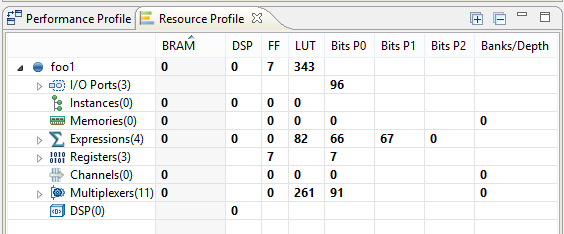 Performance Profile Resource Profile
BRAM DSP FF LUT Bits P0 Bits P1 Bits P2 Banks/Depth
foo1 0 0 7 343
I/O Ports(3) 96
Instances(0) 0 0 0 0
Memories(0) 0 0 0 0 0
Expressions(4) 0 0 0 82 66 67 0
Registers(3) 7 7
Channels(0) 0 0 0 0 0
Multiplexers(11) 0 0 261 91 0
DSP(0) 0